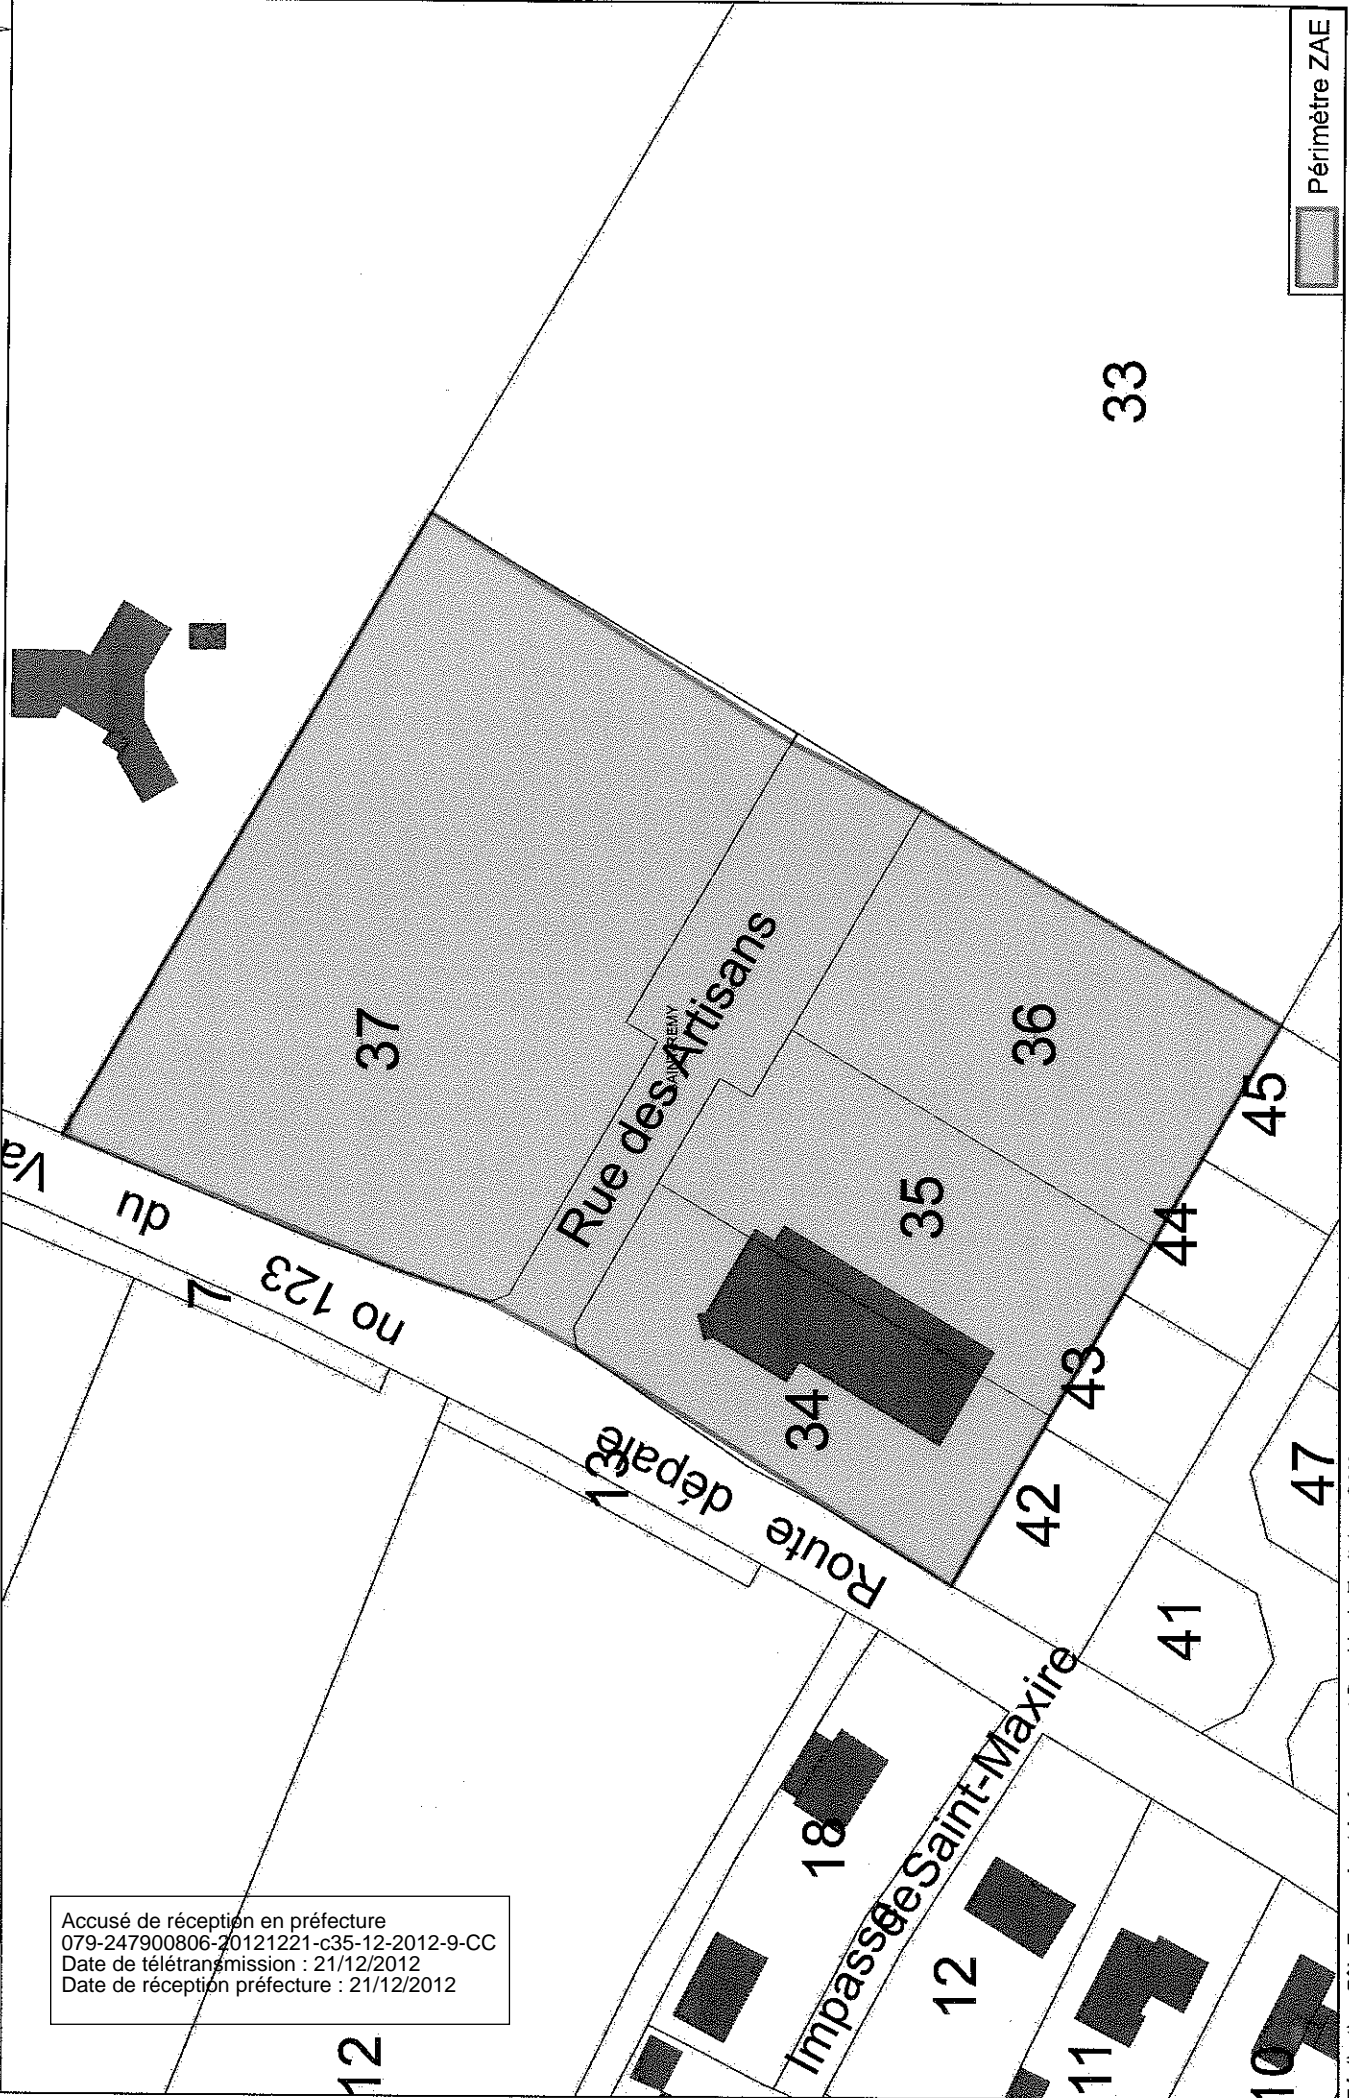 Périmètre ZAE
33
37
SAINT REMY
Rue des Artisans
36
35
34
45
44
43
42
41
47
Va
du
no 123
7
13
Route dépale
18
Impasse de Saint-Maxire
12
11
10
12
Accusé de réception en préfecture
079-247900806-20121221-c35-12-2012-9-CC
Date de télétransmission : 21/12/2012
Date de réception préfecture : 21/12/2012